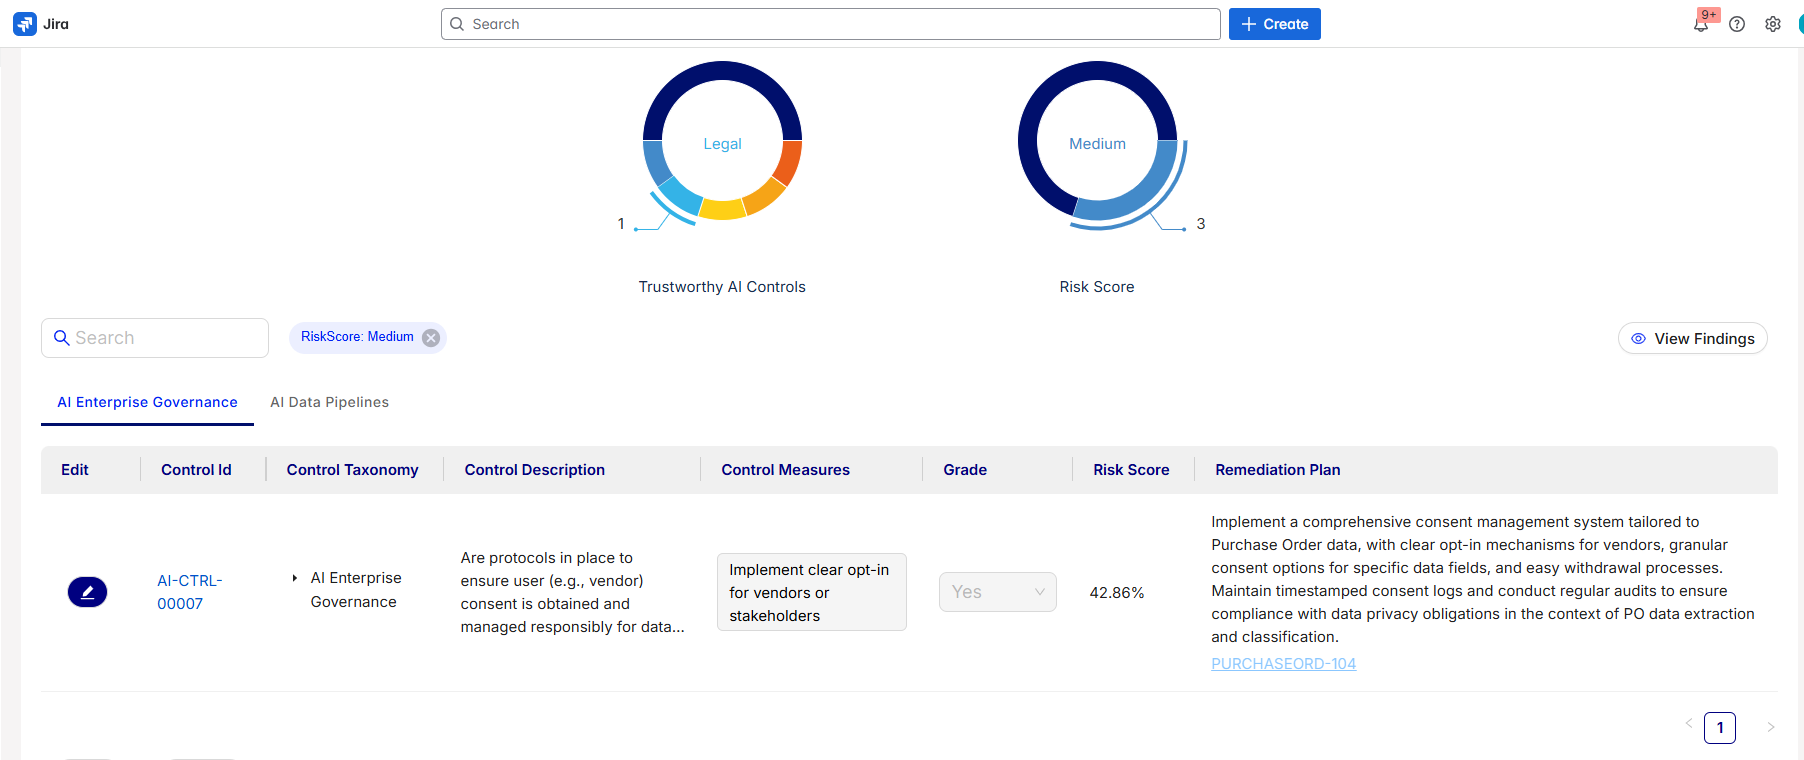 Jira
Search
Create
9+
Legal
1
Trustworthy AI Controls
Medium
3
Risk Score
Search
RiskScore: Medium
View Findings
AI Enterprise Governance
AI Data Pipelines
Edit
Control Id
Control Taxonomy
Control Description
Control Measures
Grade
Risk Score
Remediation Plan
AI-CTRL-
00007
AI Enterprise
Governance
Are protocols in place to
ensure user (e.g., vendor)
consent is obtained and
managed responsibly for data...
Implement clear opt-in
for vendors or
stakeholders
Yes
42.86%
Implement a comprehensive consent management system tailored to
Purchase Order data, with clear opt-in mechanisms for vendors, granular
consent options for specific data fields, and easy withdrawal processes.
Maintain timestamped consent logs and conduct regular audits to ensure
compliance with data privacy obligations in the context of PO data extraction
and classification.
PURCHASEORD-104
1